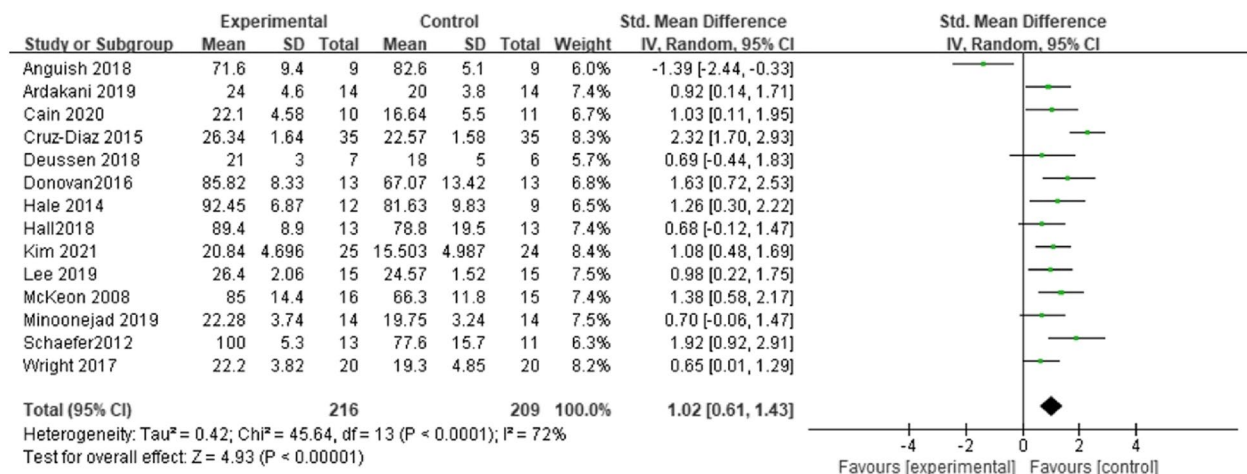 Experimental Control Std. Mean Difference Std. Mean Difference
Study or Subgroup Mean SD Total Mean SD Total Weight IV, Random, 95% CI IV, Random, 95% CI
Anguish 2018 71.6 9.4 9 82.6 5.1 9 6.0% -1.39 [-2.44, -0.33]
Ardakani 2019 24 4.6 14 20 3.8 14 7.4% 0.92 [0.14, 1.71]
Cain 2020 22.1 4.58 10 16.64 5.5 11 6.7% 1.03 [0.11, 1.95]
Cruz-Diaz 2015 26.34 1.64 35 22.57 1.58 35 8.3% 2.32 [1.70, 2.93]
Deussen 2018 21 3 7 18 5 6 5.7% 0.69 [-0.44, 1.83]
Donovan2016 85.82 8.33 13 67.07 13.42 13 6.8% 1.63 [0.72, 2.53]
Hale 2014 92.45 6.87 12 81.63 9.83 9 6.5% 1.26 [0.30, 2.22]
Hall2018 89.4 8.9 13 78.8 19.5 13 7.4% 0.68 [-0.12, 1.47]
Kim 2021 20.84 4.696 25 15.503 4.987 24 8.4% 1.08 [0.48, 1.69]
Lee 2019 26.4 2.06 15 24.57 1.52 15 7.5% 0.98 [0.22, 1.75]
McKeon 2008 85 14.4 16 66.3 11.8 15 7.4% 1.38 [0.58, 2.17]
Minoonejad 2019 22.28 3.74 14 19.75 3.24 14 7.5% 0.70 [-0.06, 1.47]
Schaefer2012 100 5.3 13 77.6 15.7 11 6.3% 1.92 [0.92, 2.91]
Wright 2017 22.2 3.82 20 19.3 4.85 20 8.2% 0.65 [0.01, 1.29]
Total (95% CI) 216 209 100.0% 1.02 [0.61, 1.43]
Heterogeneity: Tau² = 0.42; Chi² = 45.64, df = 13 (P < 0.0001); I² = 72%
Test for overall effect: Z = 4.93 (P < 0.00001)
-4 -2 0 2 4
Favours [experimental] Favours [control]